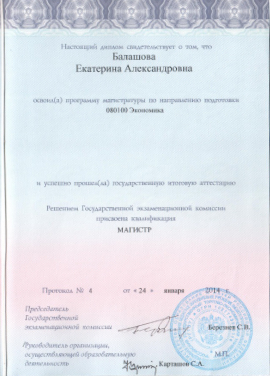 Настоящий диплом свидетельствует о том, что
Балашова
Екатерина Александровна
освоил(а) программу магистратуры по направлению подготовки
080100 Экономика
и успешно прошел(ла) государственную итоговую аттестацию
Решением Государственной экзаменационной комиссии
присвоена квалификация
МАГИСТР
Протокол № 4 от «24» января 2014 г.
Председатель
Государственной
экзаменационной комиссии Березнев С.В.
Руководитель организации,
осуществляющей образовательную
деятельность Карташов С.А.
М.П.